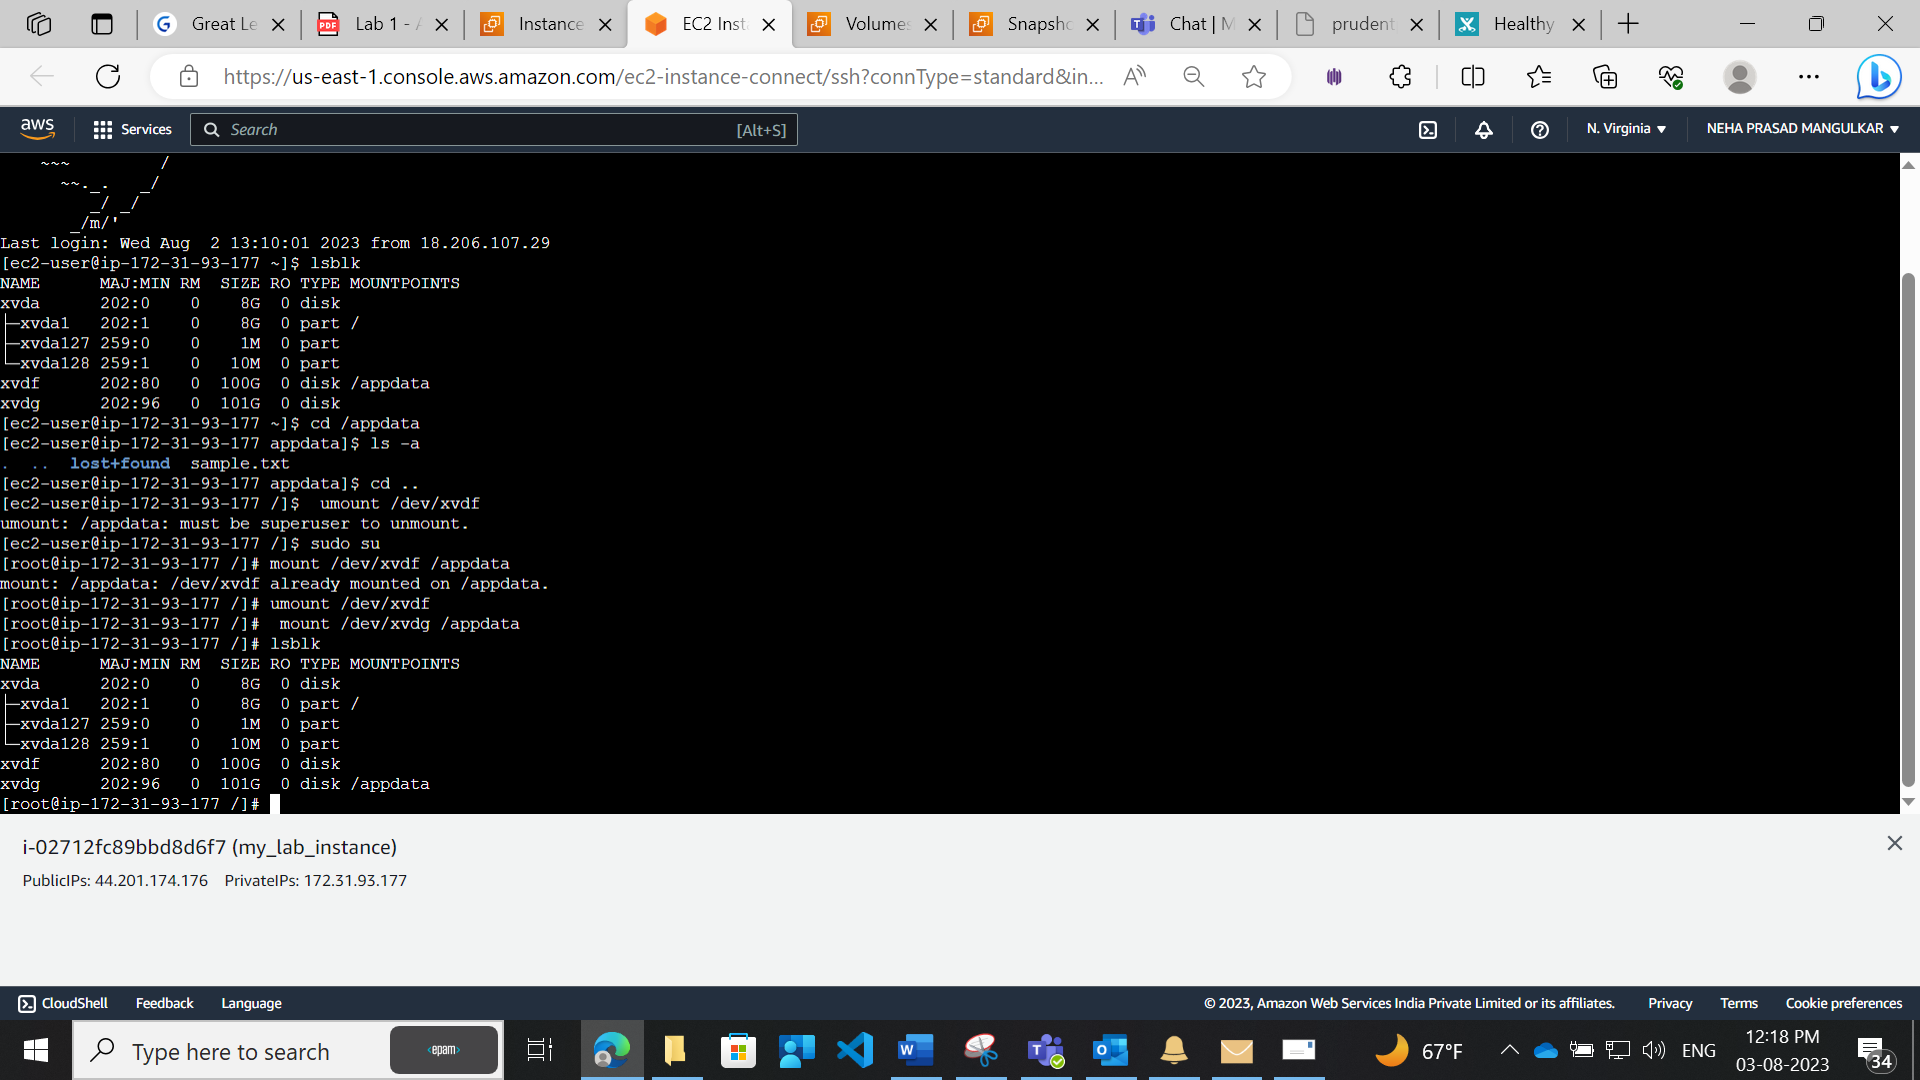 Great Le
Lab 1 - A
Instance
EC2 Inst
Volumes
Snapsho
Chat | M
prudent
Healthy
https://us-east-1.console.aws.amazon.com/ec2-instance-connect/ssh?connType=standard&in...
aws
Services
Search
[Alt+S]
N. Virginia
NEHA PRASAD MANGULKAR
~~~         /
~~._.   _/
_/ _/
_/m/'
Last login: Wed Aug  2 13:10:01 2023 from 18.206.107.29
[ec2-user@ip-172-31-93-177 ~]$ lsblk
NAME      MAJ:MIN RM  SIZE RO TYPE MOUNTPOINTS
xvda      202:0    0    8G  0 disk
├─xvda1   202:1    0    8G  0 part /
├─xvda127 259:0    0    1M  0 part
└─xvda128 259:1    0   10M  0 part
xvdf      202:80   0  100G  0 disk /appdata
xvdg      202:96   0  101G  0 disk
[ec2-user@ip-172-31-93-177 ~]$ cd /appdata
[ec2-user@ip-172-31-93-177 appdata]$ ls -a
.  ..  lost+found  sample.txt
[ec2-user@ip-172-31-93-177 appdata]$ cd ..
[ec2-user@ip-172-31-93-177 /]$  umount /dev/xvdf
umount: /appdata: must be superuser to unmount.
[ec2-user@ip-172-31-93-177 /]$ sudo su
[root@ip-172-31-93-177 /]# mount /dev/xvdf /appdata
mount: /appdata: /dev/xvdf already mounted on /appdata.
[root@ip-172-31-93-177 /]# umount /dev/xvdf
[root@ip-172-31-93-177 /]#  mount /dev/xvdg /appdata
[root@ip-172-31-93-177 /]# lsblk
NAME      MAJ:MIN RM  SIZE RO TYPE MOUNTPOINTS
xvda      202:0    0    8G  0 disk
├─xvda1   202:1    0    8G  0 part /
├─xvda127 259:0    0    1M  0 part
└─xvda128 259:1    0   10M  0 part
xvdf      202:80   0  100G  0 disk
xvdg      202:96   0  101G  0 disk /appdata
[root@ip-172-31-93-177 /]#
i-02712fc89bbd8d6f7 (my_lab_instance)
PublicIPs: 44.201.174.176 PrivateIPs: 172.31.93.177
CloudShell
Feedback
Language
© 2023, Amazon Web Services India Private Limited or its affiliates.
Privacy
Terms
Cookie preferences
Type here to search
<epam>
67°F
ENG
12:18 PM
03-08-2023
34